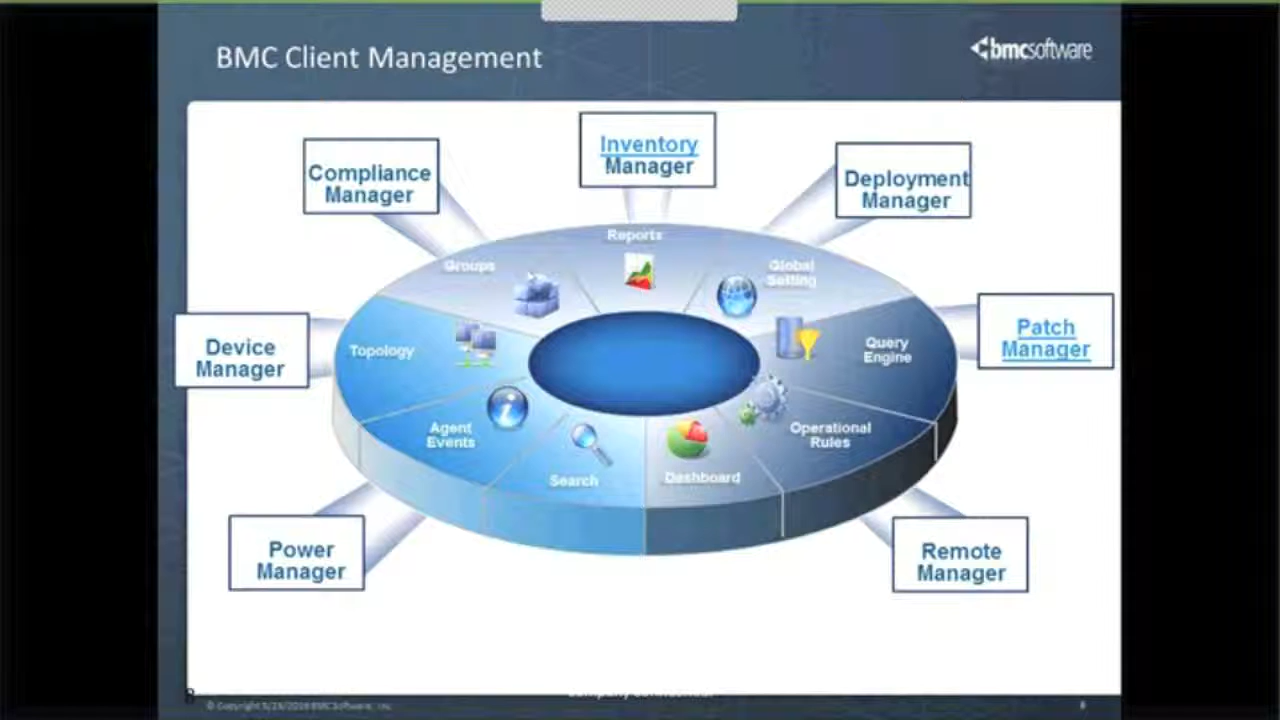 BMC Client Management
bmcsoftware
Inventory
Manager
Compliance
Manager
Deployment
Manager
Reports
Groups
Global
Setting
Device
Manager
Topology
Query
Engine
Patch
Manager
Agent
Events
Operational
Rules
Search
Dashboard
Power
Manager
Remote
Manager